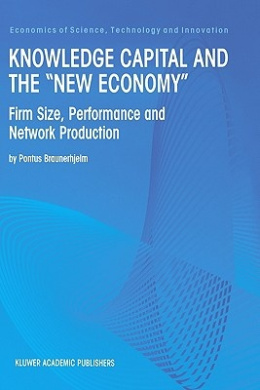 Economics of Science, Technology and Innovation
KNOWLEDGE CAPITAL AND
THE "NEW ECONOMY"
Firm Size, Performance and
Network Production
by Pontus Braunerhjelm
KLUWER ACADEMIC PUBLISHERS